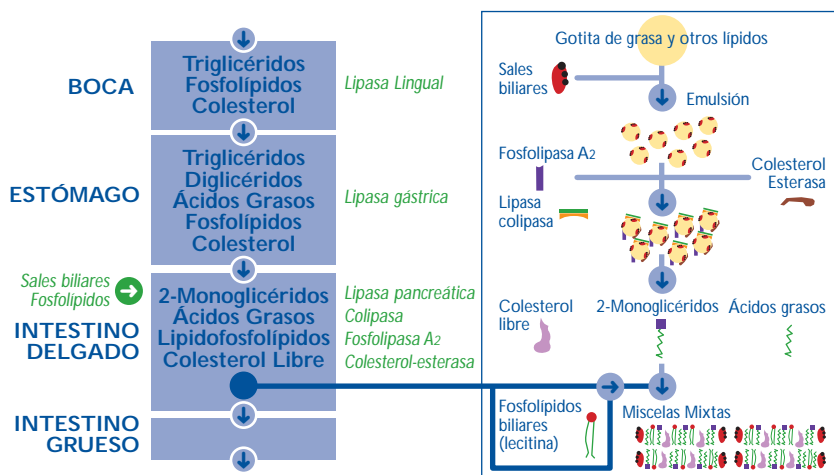 BOCA
Triglicéridos
Fosfolípidos
Colesterol
Lipasa Lingual
ESTÓMAGO
Triglicéridos
Diglicéridos
Ácidos Grasos
Fosfolípidos
Colesterol
Lipasa gástrica
Sales biliares
Fosfolípidos
INTESTINO
DELGADO
2-Monoglicéridos
Ácidos Grasos
Lipidofosfolípidos
Colesterol Libre
Lipasa pancreática
Colipasa
Fosfolipasa A2
Colesterol-esterasa
INTESTINO
GRUESO
Gotita de grasa y otros lípidos
Sales
biliares
Emulsión
Fosfolipasa A2
Colesterol
Esterasa
Lipasa
colipasa
Colesterol
libre
2-Monoglicéridos
Ácidos grasos
Fosfolípidos
biliares
(lecitina)
Miscelas Mixtas